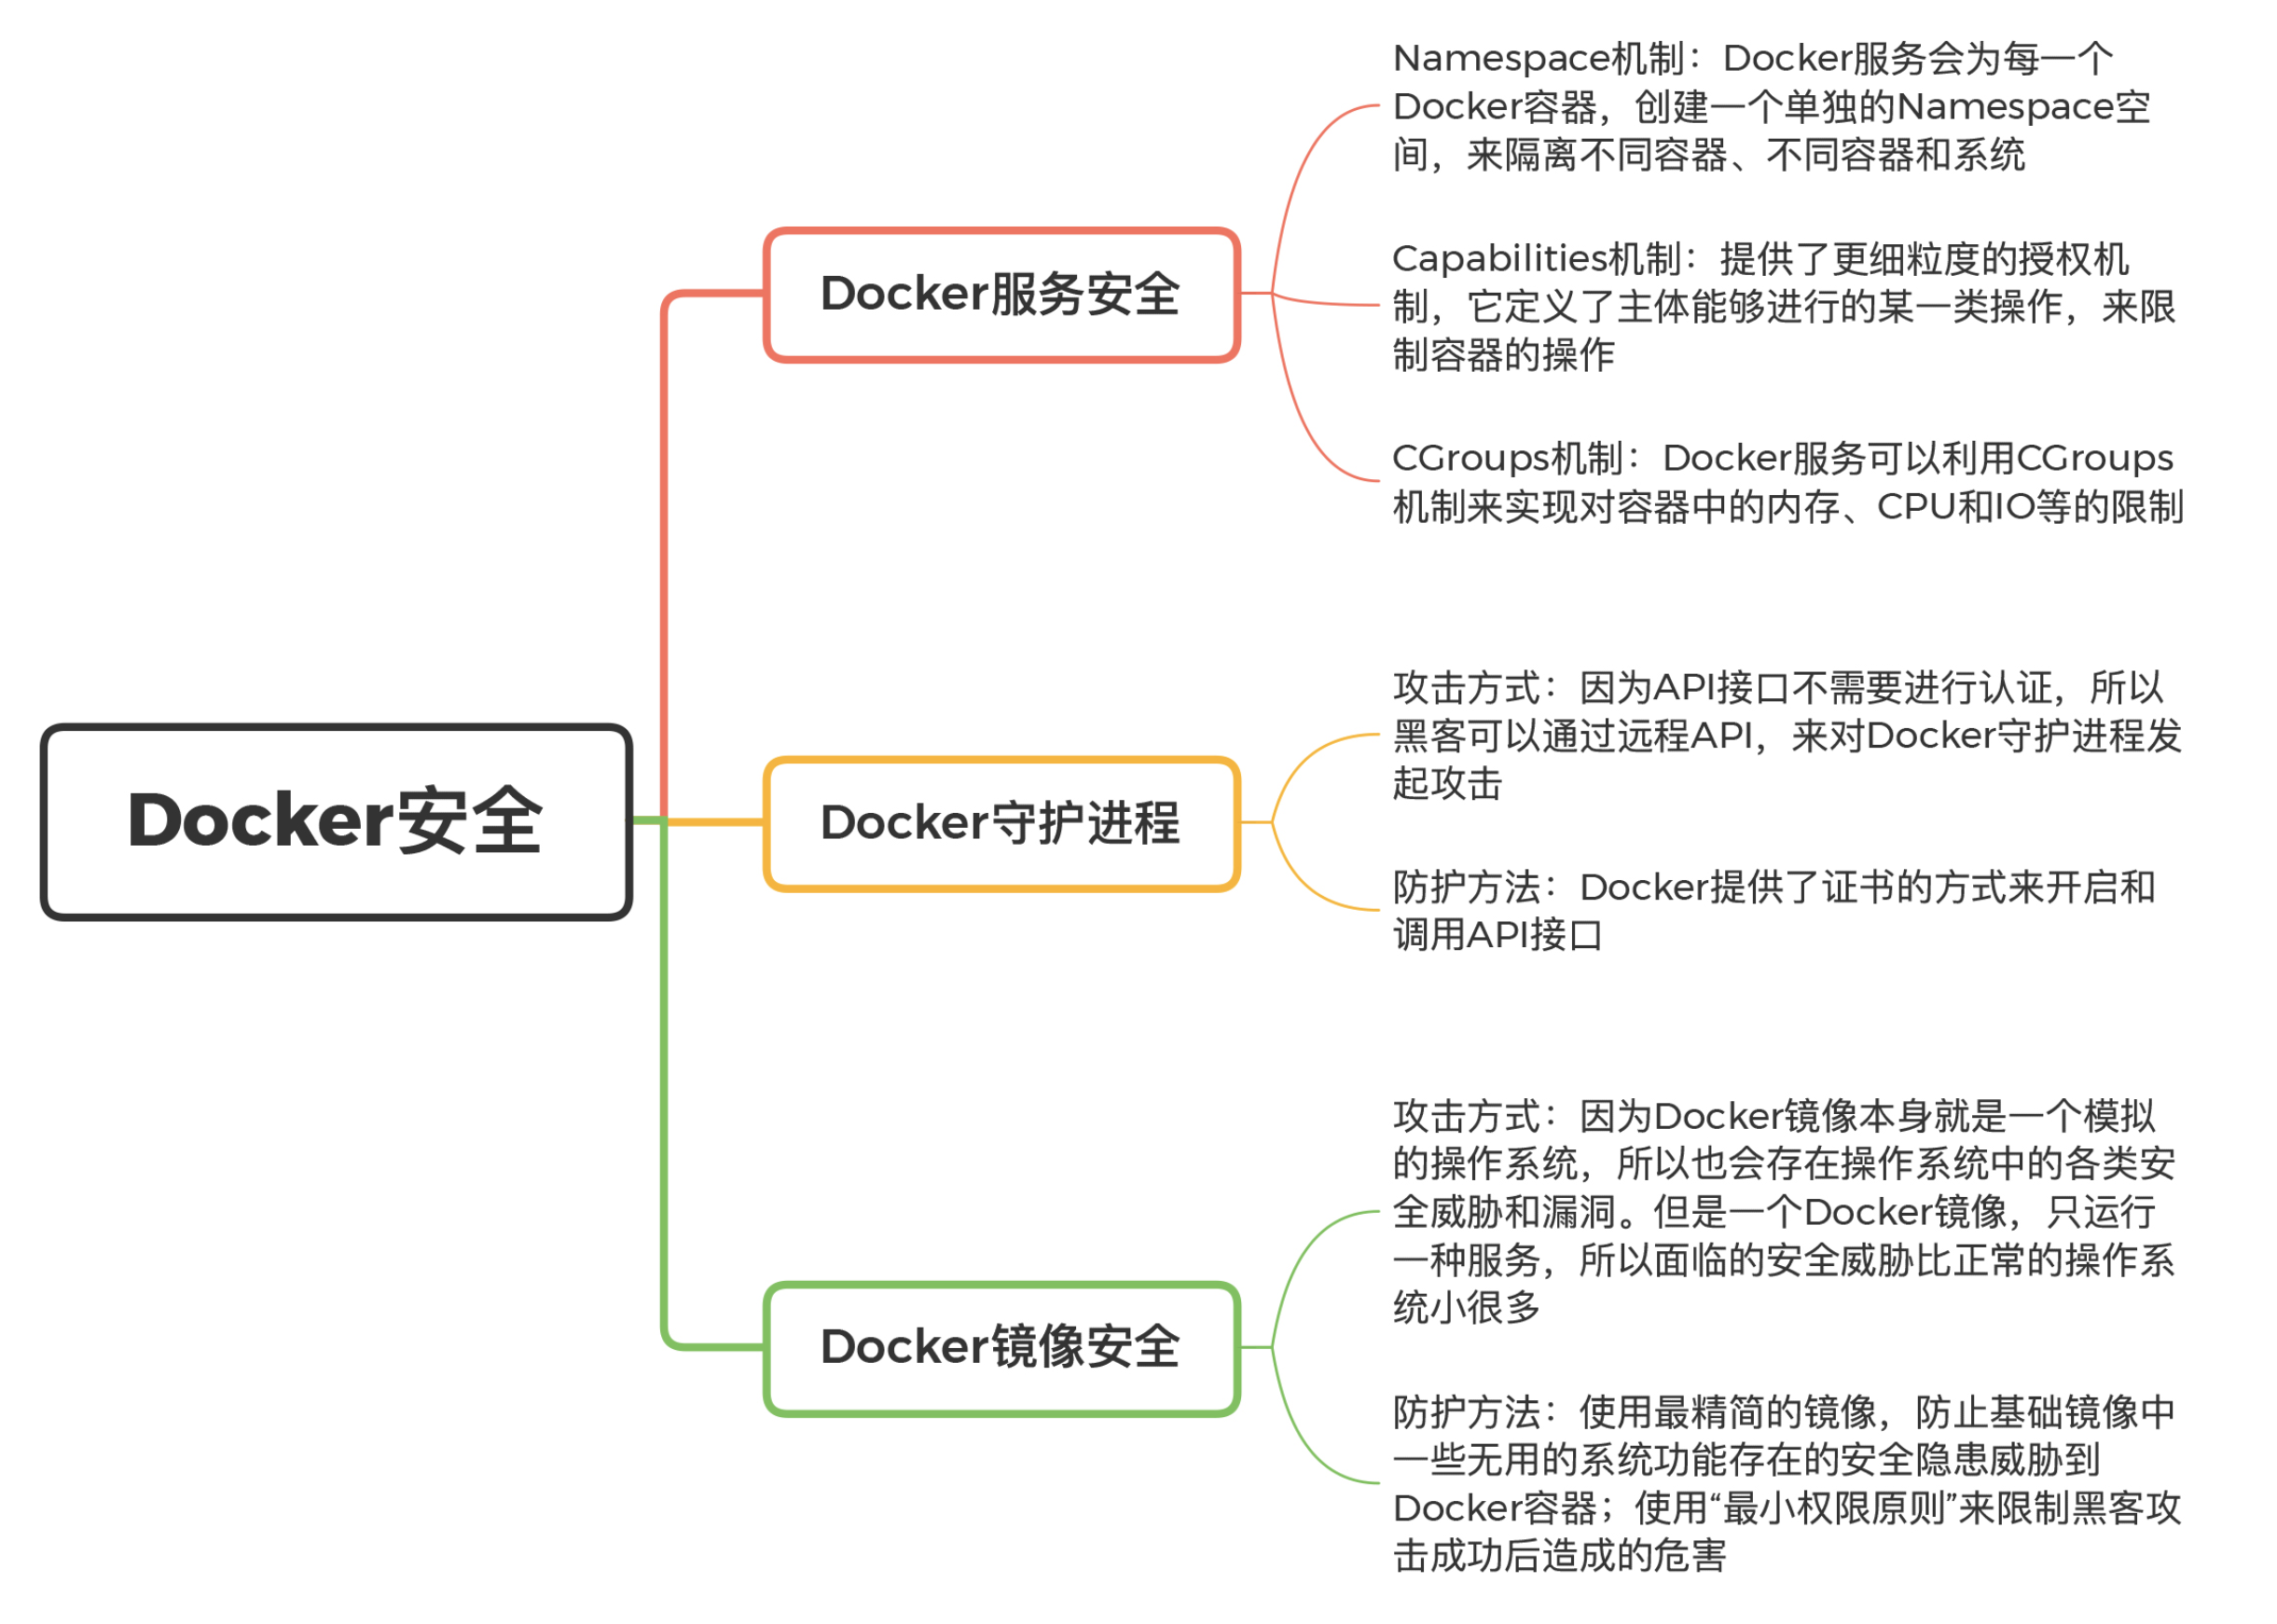 Docker安全
Docker服务安全
Namespace机制：Docker服务会为每一个
Docker容器，创建一个单独的Namespace空
间，来隔离不同容器、不同容器和系统
Capabilities机制：提供了更细粒度的授权机
制，它定义了主体能够进行的某一类操作，来限
制容器的操作
CGroups机制：Docker服务可以利用CGroups
机制来实现对容器中的内存、CPU和IO等的限制
Docker守护进程
攻击方式：因为API接口不需要进行认证，所以
黑客可以通过远程API，来对Docker守护进程发
起攻击
防护方法：Docker提供了证书的方式来开启和
调用API接口
Docker镜像安全
攻击方式：因为Docker镜像本身就是一个模拟
的操作系统，所以也会存在操作系统中的各类安
全威胁和漏洞。但是一个Docker镜像，只运行
一种服务，所以面临的安全威胁比正常的操作系
统小很多
防护方法：使用最精简的镜像，防止基础镜像中
一些无用的系统功能存在的安全隐患威胁到
Docker容器；使用“最小权限原则”来限制黑客攻
击成功后造成的危害